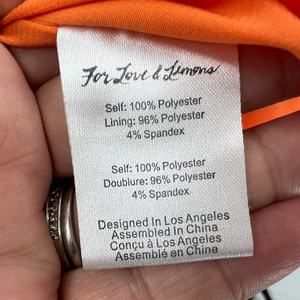 For Love & Lemons
Self: 100% Polyester
Lining: 96% Polyester
4% Spandex
Self: 100% Polyester
Doublure: 96% Polyester
4% Spandex
Designed In Los Angeles
Assembled In China
Conçu à Los Angeles
Assemblé en Chine